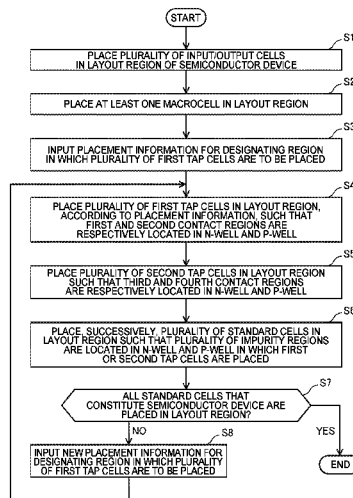 START
S1
PLACE PLURALITY OF INPUT/OUTPUT CELLS
IN LAYOUT REGION OF SEMICONDUCTOR DEVICE
S2
PLACE AT LEAST ONE MACROCELL IN LAYOUT REGION
S3
INPUT PLACEMENT INFORMATION FOR DESIGNATING REGION
IN WHICH PLURALITY OF FIRST TAP CELLS ARE TO BE PLACED
S4
PLACE PLURALITY OF FIRST TAP CELLS IN LAYOUT REGION,
ACCORDING TO PLACEMENT INFORMATION, SUCH THAT
FIRST AND SECOND CONTACT REGIONS ARE
RESPECTIVELY LOCATED IN N-WELL AND P-WELL
S5
PLACE PLURALITY OF SECOND TAP CELLS IN LAYOUT REGION
SUCH THAT THIRD AND FOURTH CONTACT REGIONS
ARE RESPECTIVELY LOCATED IN N-WELL AND P-WELL
S6
PLACE, SUCCESSIVELY, PLURALITY OF STANDARD CELLS IN
LAYOUT REGION SUCH THAT PLURALITY OF IMPURITY REGIONS
ARE LOCATED IN N-WELL AND P-WELL IN WHICH FIRST
OR SECOND TAP CELLS ARE PLACED
S7
ALL STANDARD CELLS THAT
CONSTITUTE SEMICONDUCTOR DEVICE ARE
PLACED IN LAYOUT REGION?
NO
YES
S8
INPUT NEW PLACEMENT INFORMATION FOR
DESIGNATING REGION IN WHICH PLURALITY
OF FIRST TAP CELLS ARE TO BE PLACED
END